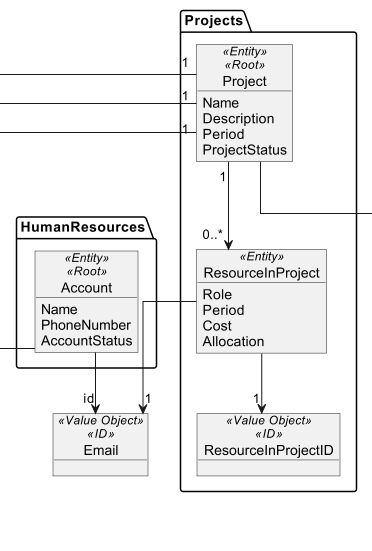 Projects
«Entity»
«Root»
Project
Name
Description
Period
ProjectStatus
1
1
1
1
0..*
HumanResources
«Entity»
«Root»
Account
Name
PhoneNumber
AccountStatus
«Entity»
ResourceInProject
Role
Period
Cost
Allocation
id
1
1
«Value Object»
«ID»
Email
«Value Object»
«ID»
ResourceInProjectID